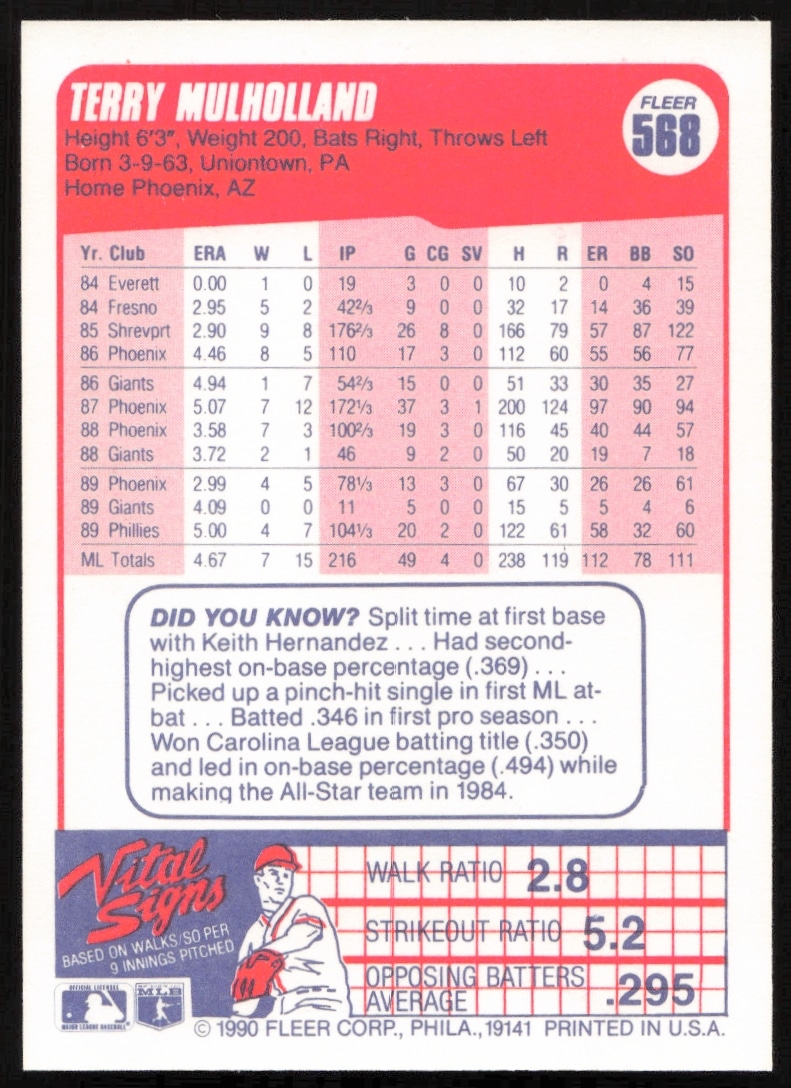 TERRY MULHOLLAND
FLEER
568
Height 6'3", Weight 200, Bats Right, Throws Left
Born 3-9-63, Uniontown, PA
Home Phoenix, AZ
Yr. Club ERA W L IP G CG SV H R ER BB SO
84 Everett 0.00 1 0 19 3 0 0 10 2 0 4 15
84 Fresno 2.95 5 2 42⅔ 9 0 0 32 17 14 36 39
85 Shrevprt 2.90 9 8 176⅔ 26 8 0 166 79 57 87 122
86 Phoenix 4.46 8 5 110 17 3 0 112 60 55 56 77
86 Giants 4.94 1 7 54⅔ 15 0 0 51 33 30 35 27
87 Phoenix 5.07 7 12 172⅓ 37 3 1 200 124 97 90 94
88 Phoenix 3.58 7 3 100⅔ 19 3 0 116 45 40 44 57
88 Giants 3.72 2 1 46 9 2 0 50 20 19 7 18
89 Phoenix 2.99 4 5 78⅓ 13 3 0 67 30 26 26 61
89 Giants 4.09 0 0 11 5 0 0 15 5 5 4 6
89 Phillies 5.00 4 7 104⅓ 20 2 0 122 61 58 32 60
ML Totals 4.67 7 15 216 49 4 0 238 119 112 78 111
DID YOU KNOW? Split time at first base
with Keith Hernandez . . . Had second-
highest on-base percentage (.369) . . .
Picked up a pinch-hit single in first ML at-
bat . . . Batted .346 in first pro season . . .
Won Carolina League batting title (.350)
and led in on-base percentage (.494) while
making the All-Star team in 1984.
Vital
Signs
BASED ON WALKS/SO PER
9 INNINGS PITCHED
WALK RATIO 2.8
STRIKEOUT RATIO 5.2
OPPOSING BATTERS
AVERAGE .295
OFFICIAL LICENSEE
MAJOR LEAGUE BASEBALL
MLB
© 1990 FLEER CORP., PHILA., 19141 PRINTED IN U.S.A.